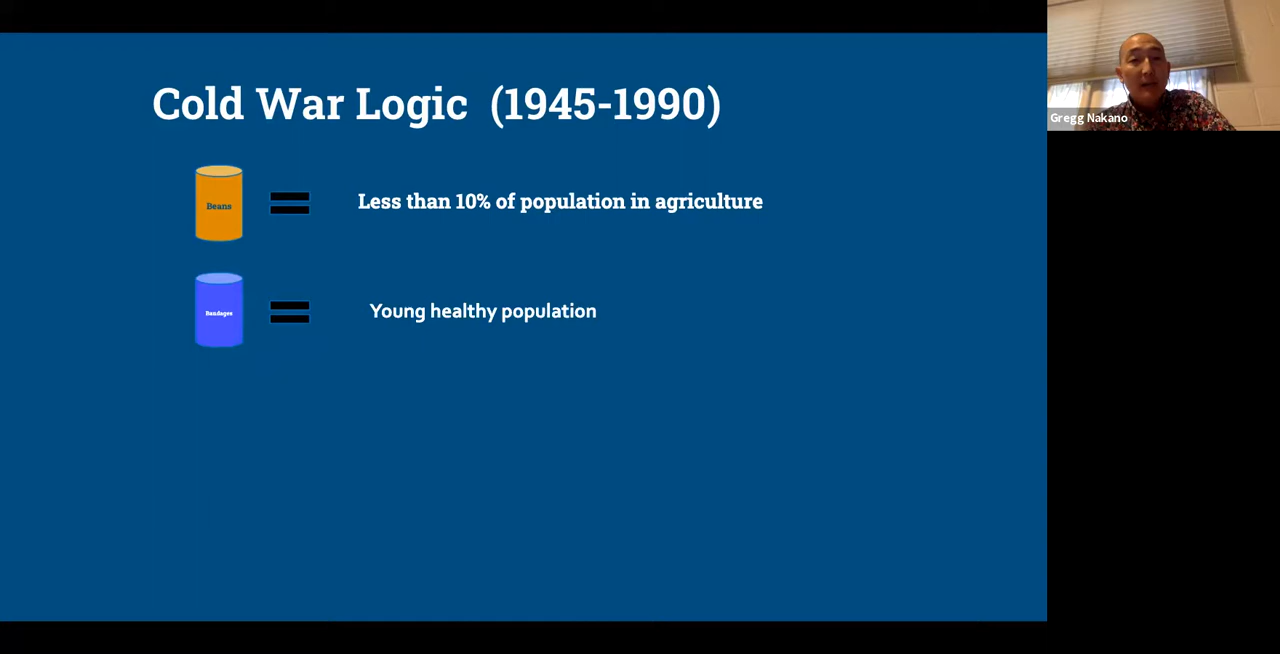 Cold War Logic (1945-1990)
Gregg Nakano
Beans
Less than 10% of population in agriculture
Bandages
Young healthy population